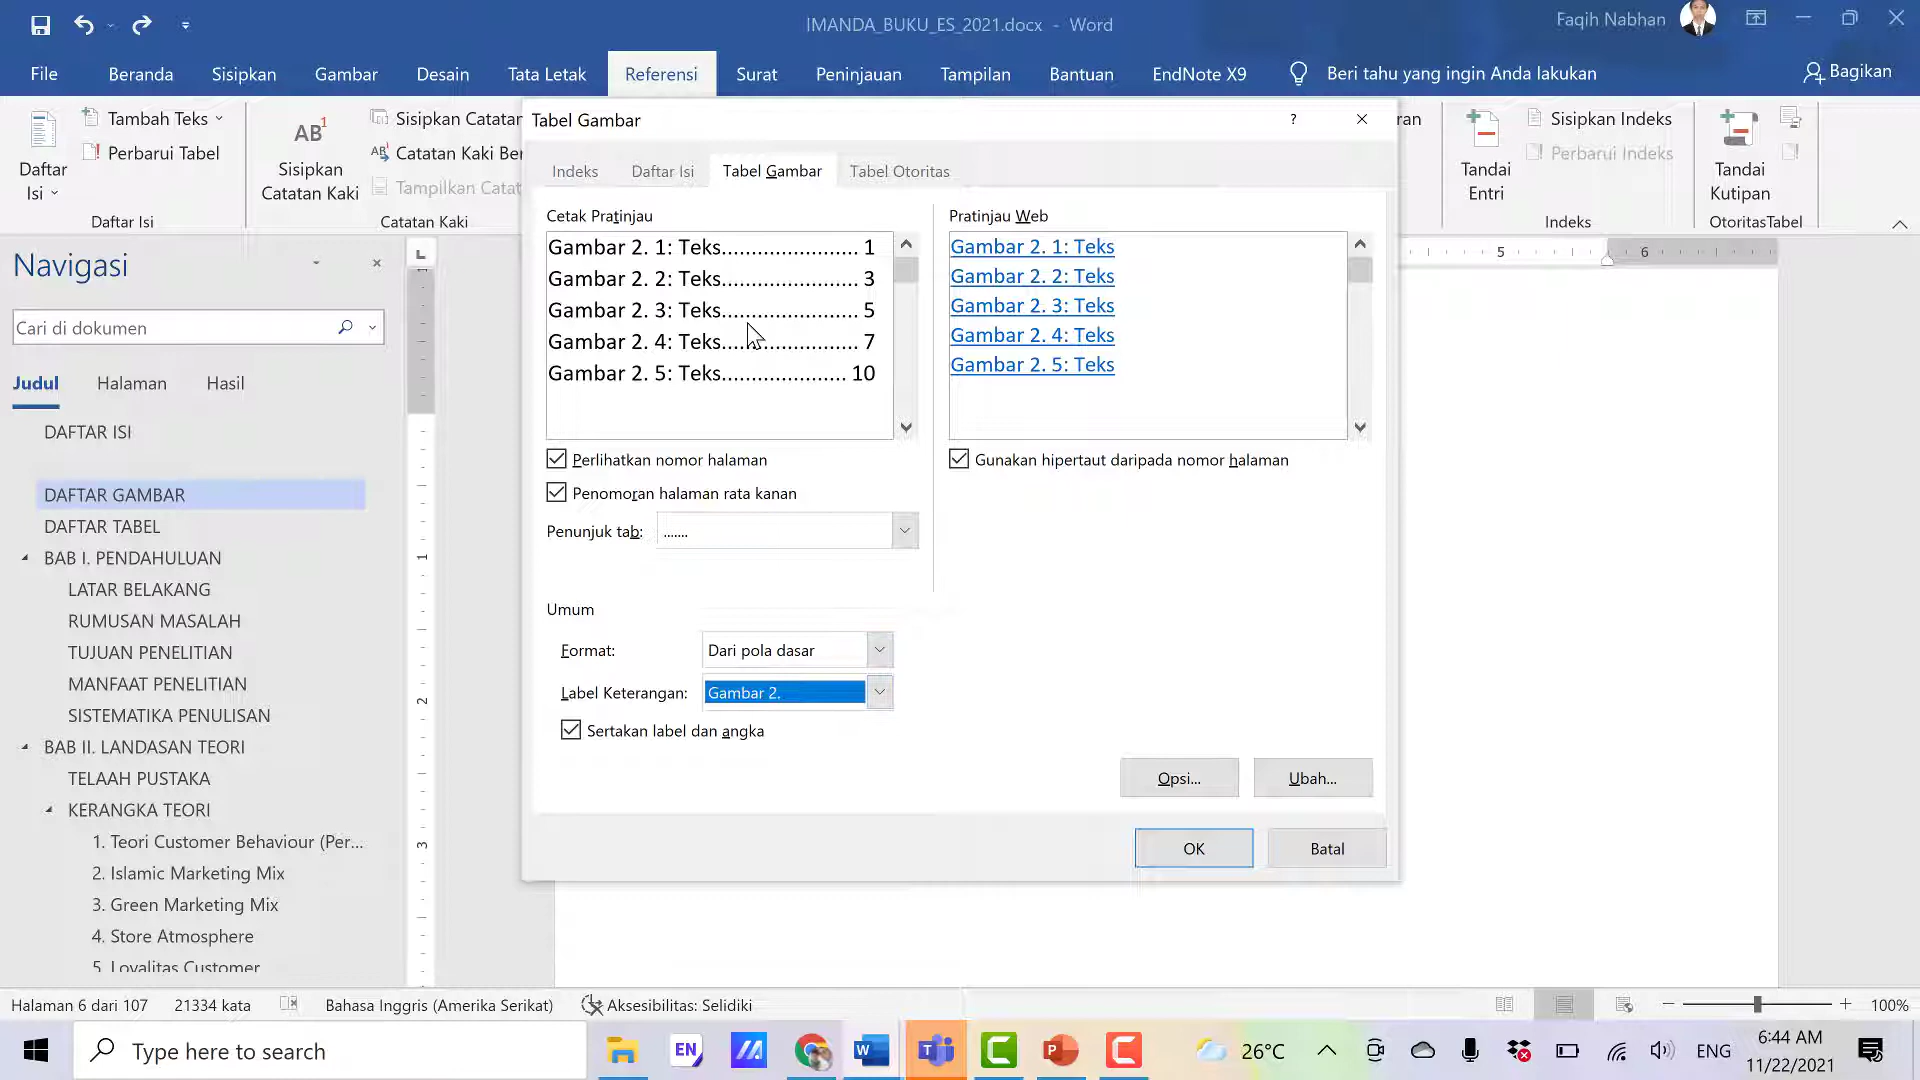 IMANDA_BUKU_ES_2021.docx - Word
Faqih Nabhan
File Beranda Sisipkan Gambar Desain Tata Letak Referensi Surat Peninjauan Tampilan Bantuan EndNote X9 Beri tahu yang ingin Anda lakukan Bagikan
Daftar
Isi
Tambah Teks
Perbarui Tabel
Daftar Isi
AB1
Sisipkan
Catatan Kaki
Sisipkan Catatan
AB Catatan Kaki Ber
Tampilkan Catat
Catatan Kaki
Tandai
Entri
Sisipkan Indeks
Perbarui Indeks
Indeks
Tandai
Kutipan
OtoritasTabel
Tabel Gambar
?
Indeks Daftar Isi Tabel Gambar Tabel Otoritas
Cetak Pratinjau
Gambar 2. 1: Teks....................... 1
Gambar 2. 2: Teks....................... 3
Gambar 2. 3: Teks....................... 5
Gambar 2. 4: Teks....................... 7
Gambar 2. 5: Teks..................... 10
Perlihatkan nomor halaman
Penomoran halaman rata kanan
Penunjuk tab: .......
Pratinjau Web
Gambar 2. 1: Teks
Gambar 2. 2: Teks
Gambar 2. 3: Teks
Gambar 2. 4: Teks
Gambar 2. 5: Teks
Gunakan hipertaut daripada nomor halaman
Umum
Format: Dari pola dasar
Label Keterangan: Gambar 2.
Sertakan label dan angka
Opsi... Ubah...
OK Batal
Navigasi
Cari di dokumen
Judul Halaman Hasil
DAFTAR ISI
DAFTAR GAMBAR
DAFTAR TABEL
BAB I. PENDAHULUAN
LATAR BELAKANG
RUMUSAN MASALAH
TUJUAN PENELITIAN
MANFAAT PENELITIAN
SISTEMATIKA PENULISAN
BAB II. LANDASAN TEORI
TELAAH PUSTAKA
KERANGKA TEORI
1. Teori Customer Behaviour (Per...
2. Islamic Marketing Mix
3. Green Marketing Mix
4. Store Atmosphere
5. Loyalitas Customer
1
2
3
5 6
Halaman 6 dari 107 21334 kata Bahasa Inggris (Amerika Serikat) Aksesibilitas: Selidiki 100%
Type here to search
EN
26°C
ENG
6:44 AM
11/22/2021